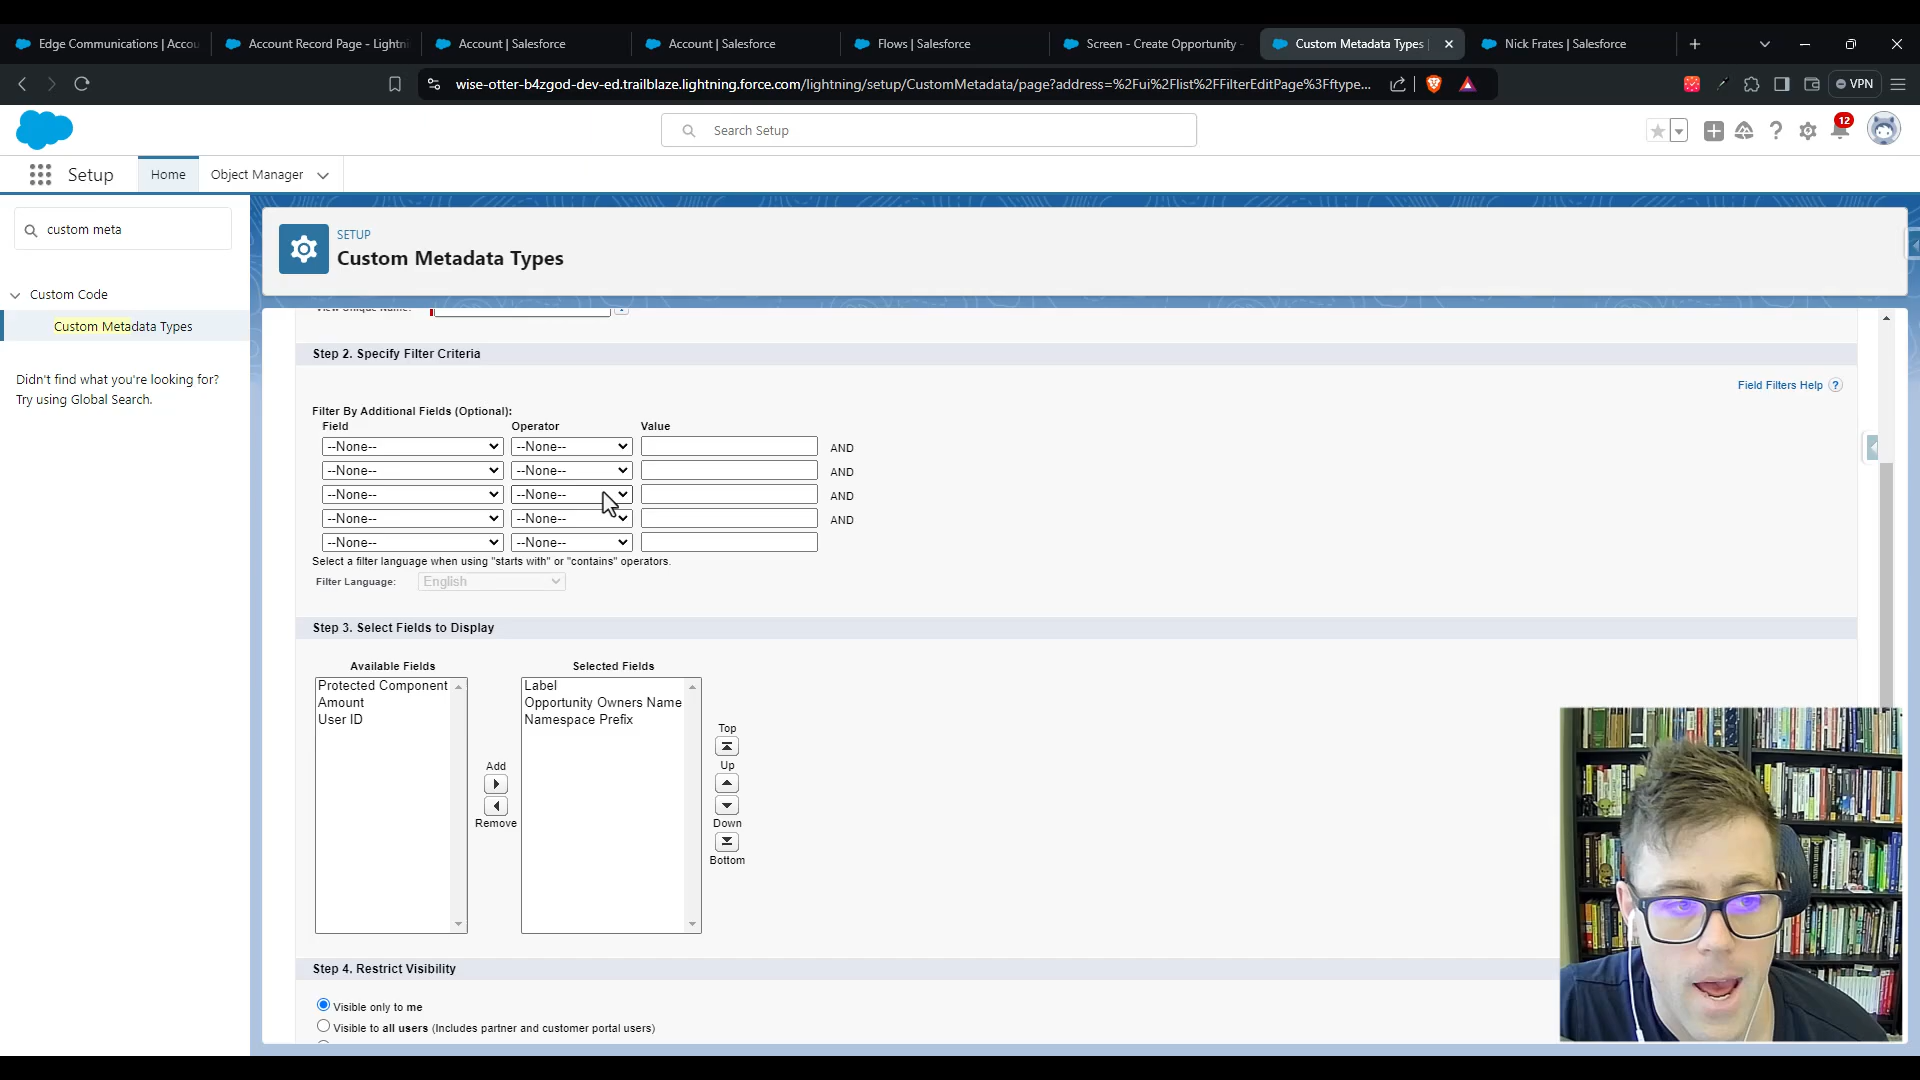 Edge Communications | Accou
Account Record Page - Lightni
Account | Salesforce
Account | Salesforce
Flows | Salesforce
Screen - Create Opportunity -
Custom Metadata Types
Nick Frates | Salesforce
wise-otter-b4zgod-dev-ed.trailblaze.lightning.force.com/lightning/setup/CustomMetadata/page?address=%2Fui%2Flist%2FFilterEditPage%3Fftype...
VPN
Search Setup
12
Setup
Home
Object Manager
custom meta
Custom Code
Custom Metadata Types
Didn't find what you're looking for?
Try using Global Search.
SETUP
Custom Metadata Types
View Unique Name:
Step 2. Specify Filter Criteria
Field Filters Help ?
Filter By Additional Fields (Optional):
Field Operator Value
--None-- --None-- AND
--None-- --None-- AND
--None-- --None-- AND
--None-- --None-- AND
--None-- --None--
Select a filter language when using "starts with" or "contains" operators.
Filter Language: English
Step 3. Select Fields to Display
Available Fields
Protected Component
Amount
User ID
Add
Remove
Selected Fields
Label
Opportunity Owners Name
Namespace Prefix
Top
Up
Down
Bottom
Step 4. Restrict Visibility
Visible only to me
Visible to all users (Includes partner and customer portal users)